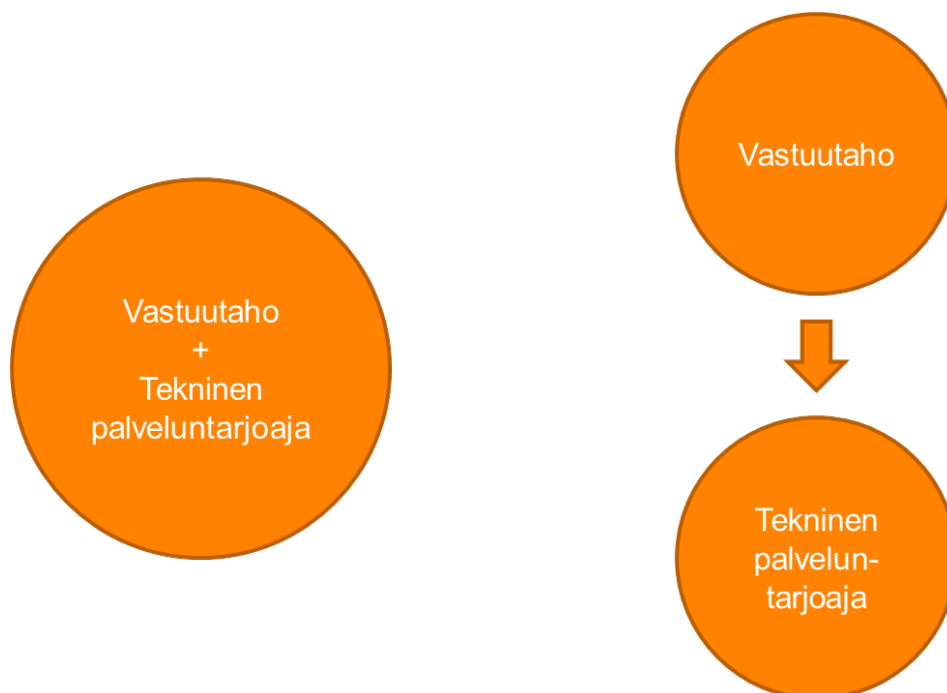 Vastuutaho
+
Tekninen
palveluntarjoaja
Vastuutaho
Tekninen
palvelun-
tarjoaja